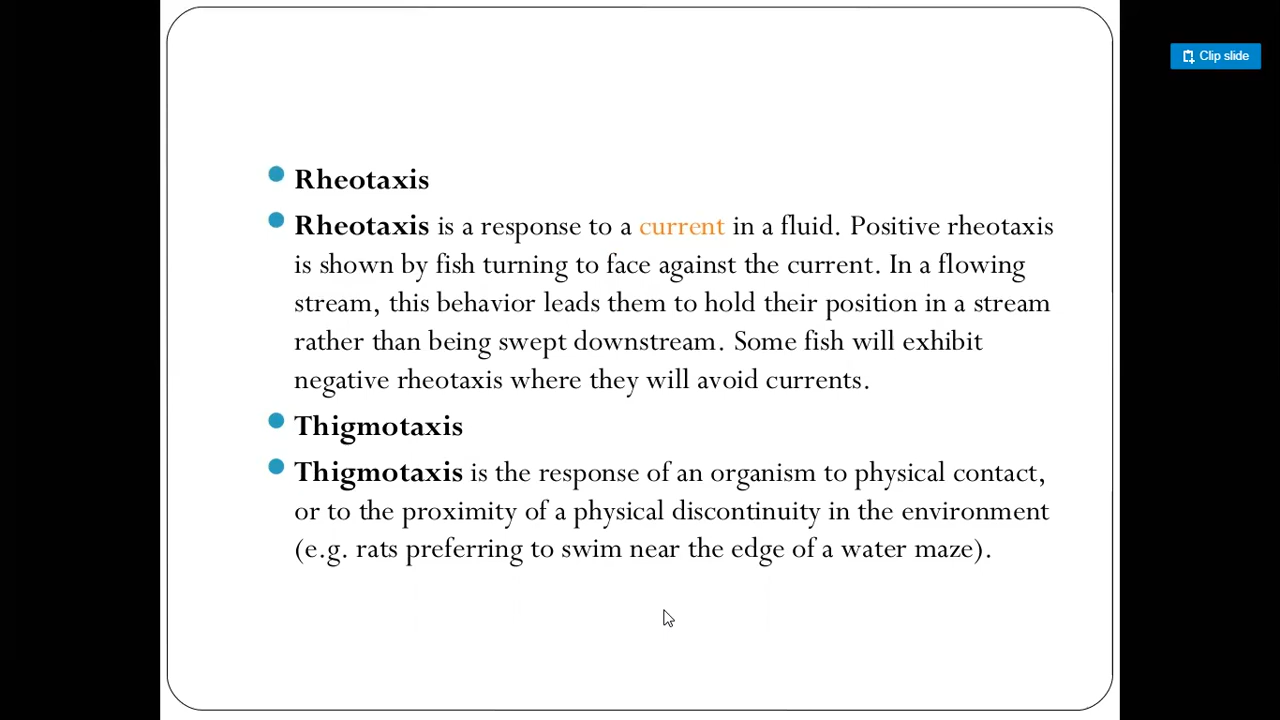 Clip slide
Rheotaxis
Rheotaxis is a response to a current in a fluid. Positive rheotaxis
is shown by fish turning to face against the current. In a flowing
stream, this behavior leads them to hold their position in a stream
rather than being swept downstream. Some fish will exhibit
negative rheotaxis where they will avoid currents.
Thigmotaxis
Thigmotaxis is the response of an organism to physical contact,
or to the proximity of a physical discontinuity in the environment
(e.g. rats preferring to swim near the edge of a water maze).